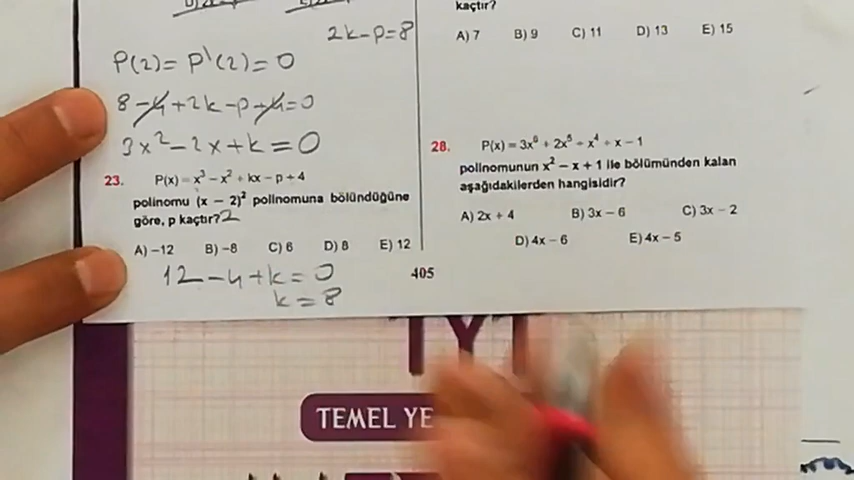 2k-p=8
P(2)= P'(2)=0
8-4+2k-p+4=0
3x²-2x+k=0
23. P(x) = x³ - x² + kx - p + 4
polinomu (x - 2)² polinomuna bölündüğüne
göre, p kaçtır? 2
A) -12 B) -8 C) 6 D) 8 E) 12
12-4+k=0
k=8
kaçtır?
A) 7 B) 9 C) 11 D) 13 E) 15
28. P(x) = 3x⁶ + 2x⁵ + x⁴ + x - 1
polinomunun x² - x + 1 ile bölümünden kalan
aşağıdakilerden hangisidir?
A) 2x + 4 B) 3x - 6 C) 3x - 2
D) 4x - 6 E) 4x - 5
405
TYT
TEMEL YE